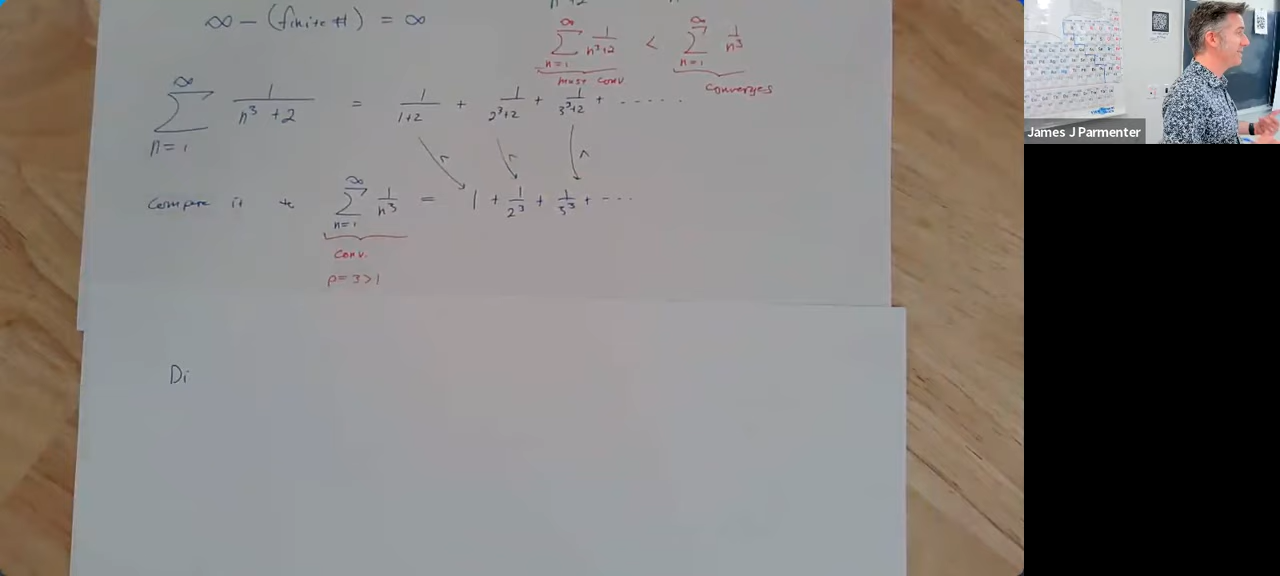 ∞ − (finite #) = ∞
∞ ∑ n=1 1/(n³+2) < ∞ ∑ n=1 1/n³
must conv converges
∞ ∑ n=1 1/(n³+2) = 1/(1+2) + 1/(2³+2) + 1/(3³+2) + .....
Compare it to ∞ ∑ n=1 1/n³ = 1 + 1/2³ + 1/3³ + ...
Conv.
p=3>1
Di
James J Parmenter